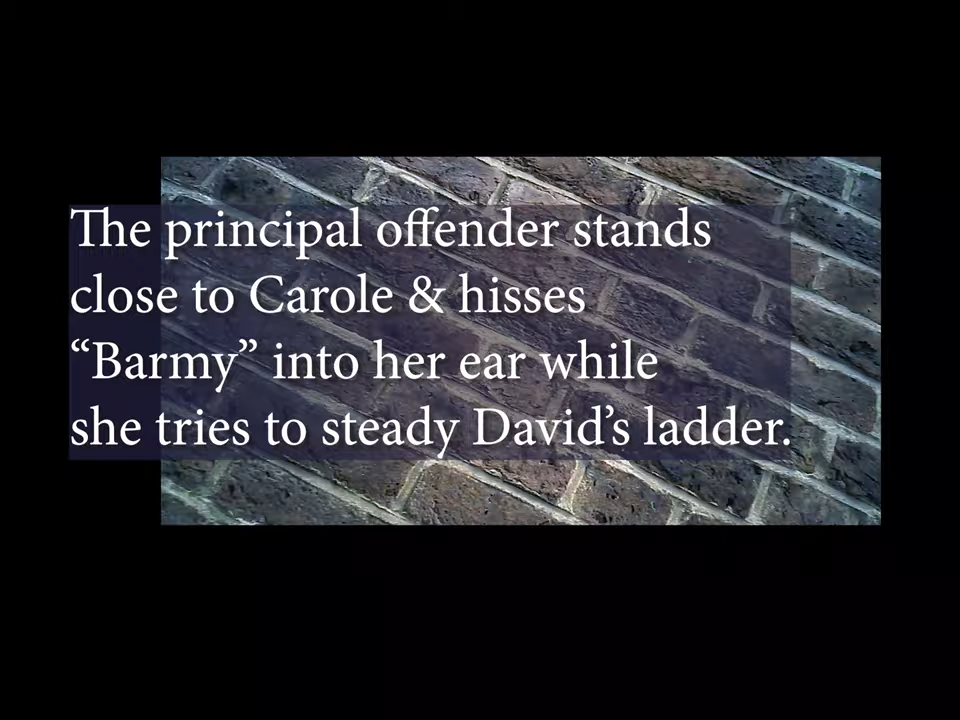 The principal offender stands
close to Carole & hisses
“Barmy” into her ear while
she tries to steady David’s ladder.